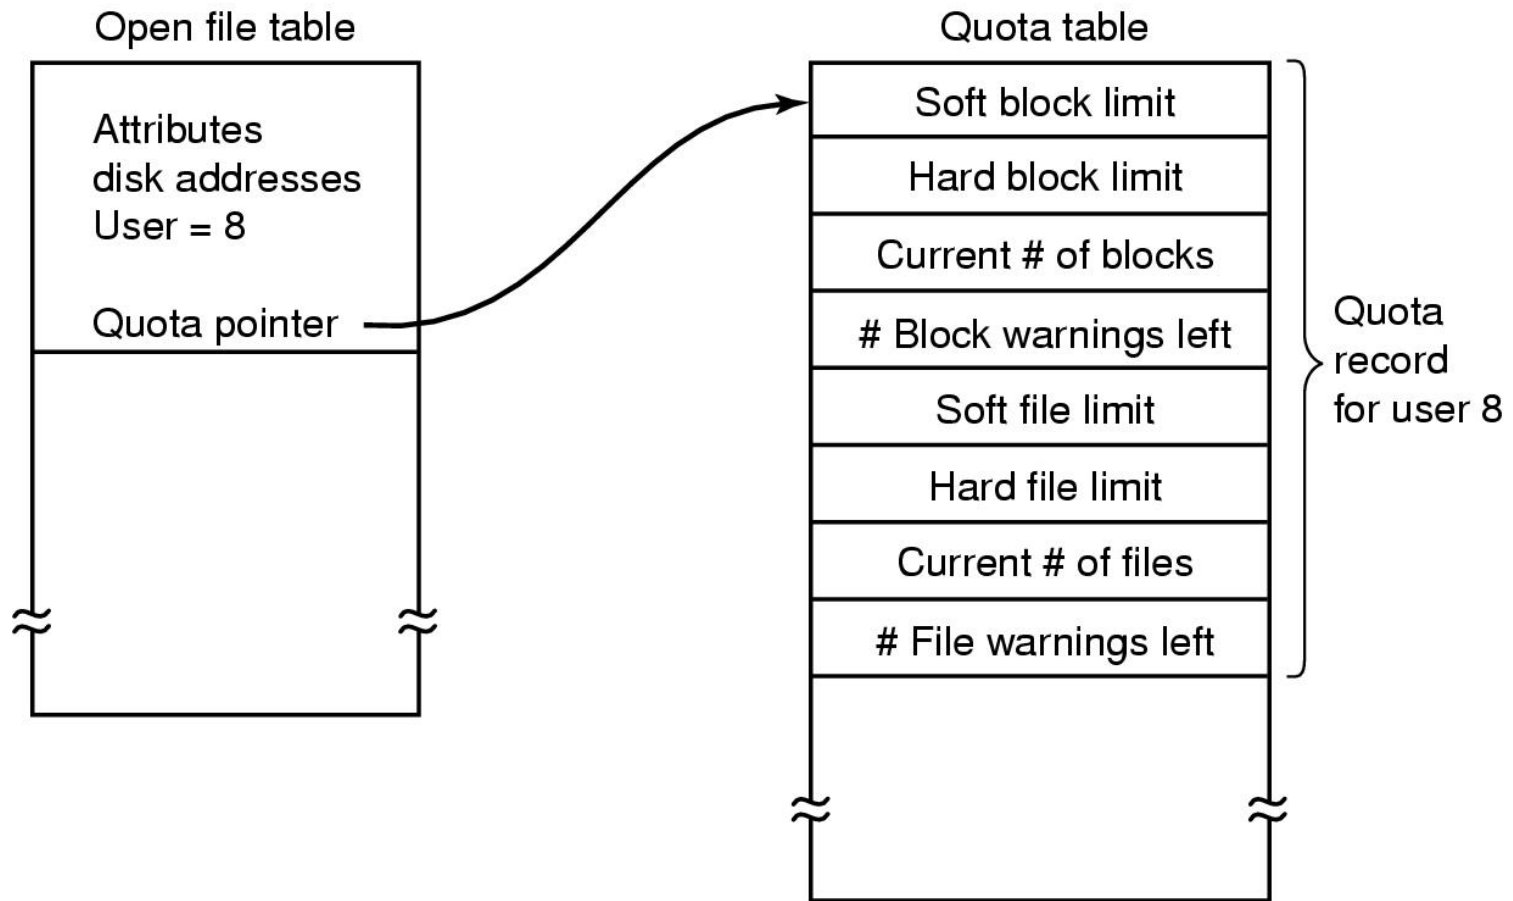 Open file table
Attributes
disk addresses
User = 8
Quota pointer
Quota table
Soft block limit
Hard block limit
Current # of blocks
# Block warnings left
Soft file limit
Hard file limit
Current # of files
# File warnings left
Quota
record
for user 8